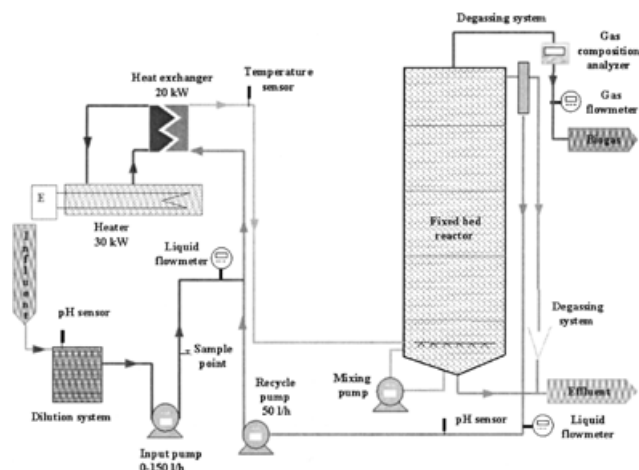 Degassing system
Gas
composition
analyzer
Heat exchanger
20 kW
Temperature
sensor
Gas
flowmeter
Biogas
E
Heater
30 kW
Fixed bed
reactor
Influent
Liquid
flowmeter
pH sensor
Degassing
system
Sample
point
Mixing
pump
Effluent
Dilution system
Recycle
pump
50 l/h
pH sensor
Liquid
flowmeter
Input pump
0-150 l/h